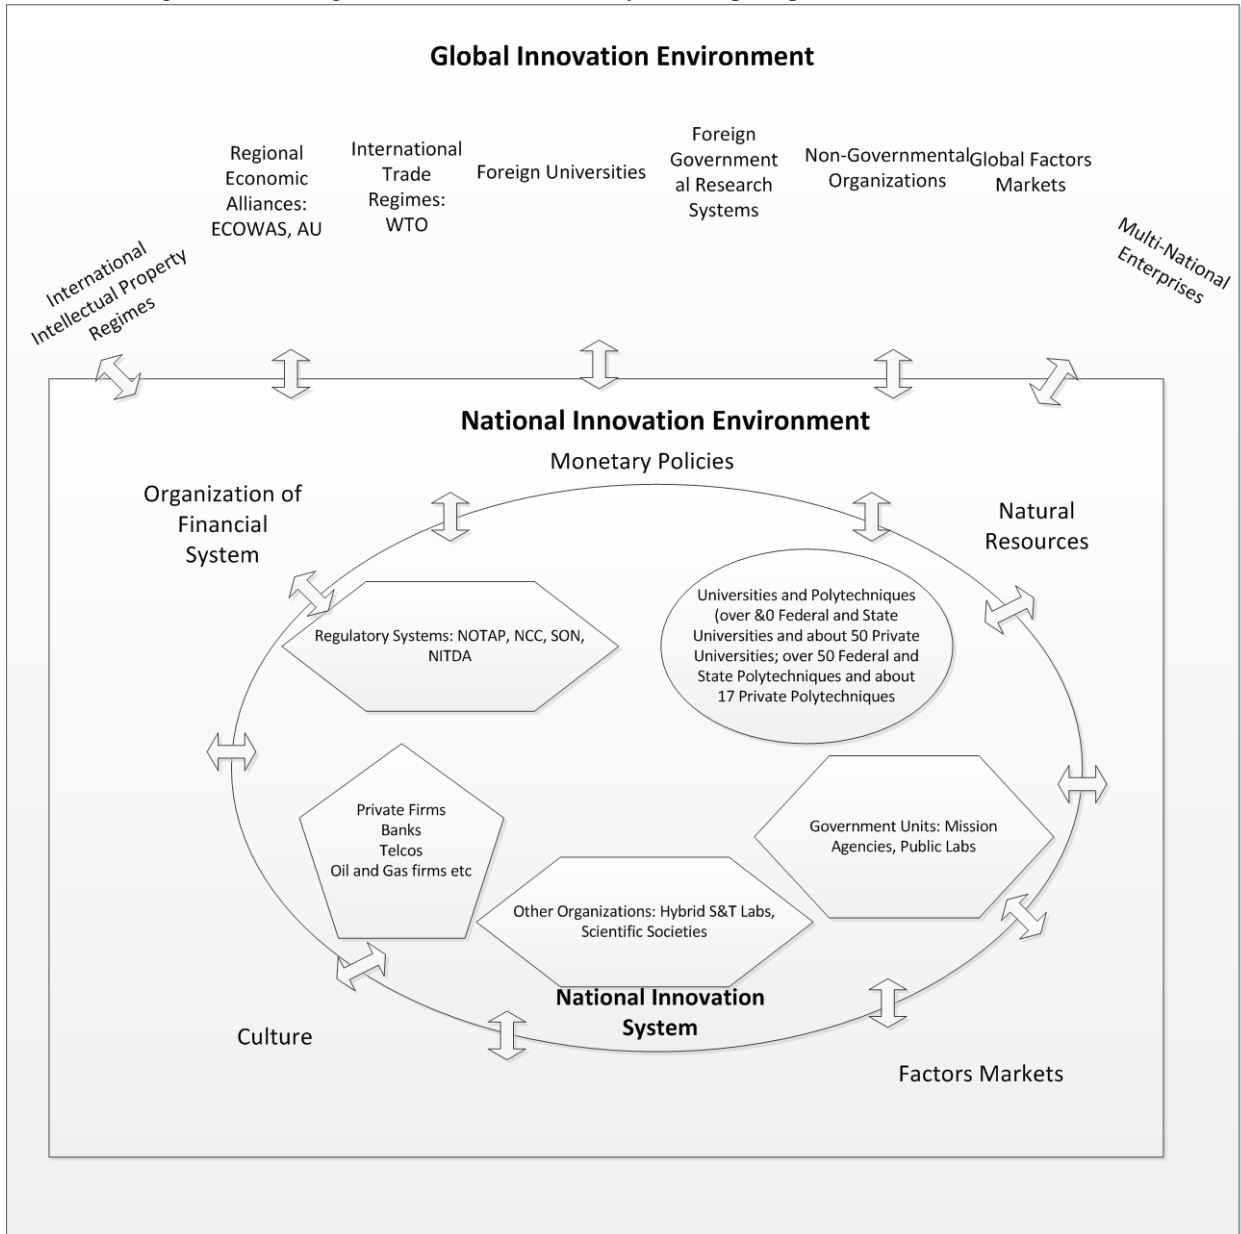 Global Innovation Environment
International
Intellectual Property
Regimes
Regional
Economic
Alliances:
ECOWAS, AU
International
Trade
Regimes:
WTO
Foreign Universities
Foreign
Government
al Research
Systems
Non-Governmental
Organizations
Global Factors
Markets
Multi-National
Enterprises
National Innovation Environment
Monetary Policies
Organization of
Financial
System
Natural
Resources
Regulatory Systems: NOTAP, NCC, SON,
NITDA
Universities and Polytechniques
(over &0 Federal and State
Universities and about 50 Private
Universities; over 50 Federal and
State Polytechniques and about
17 Private Polytechniques
Private Firms
Banks
Telcos
Oil and Gas firms etc
Government Units: Mission
Agencies, Public Labs
Other Organizations: Hybrid S&T Labs,
Scientific Societies
National Innovation
System
Culture
Factors Markets